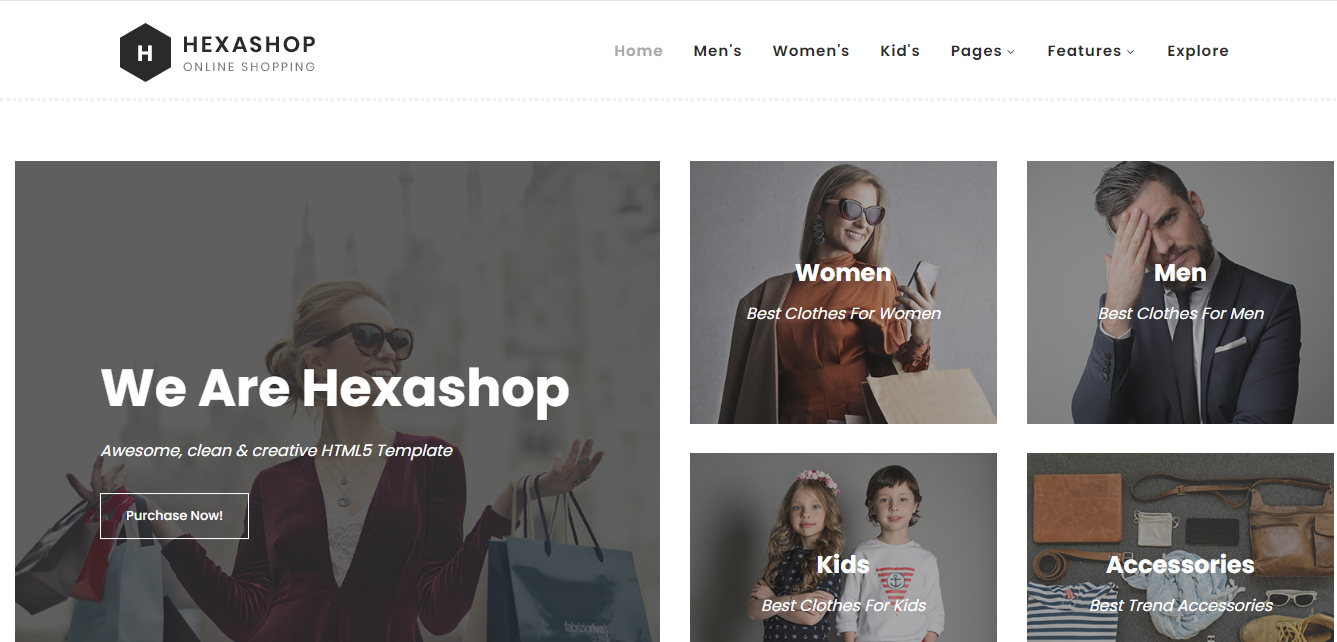 H
HEXASHOP
ONLINE SHOPPING
Home Men's Women's Kid's Pages Features Explore
We Are Hexashop
Awesome, clean & creative HTML5 Template
Purchase Now!
Women
Best Clothes For Women
Men
Best Clothes For Men
Kids
Best Clothes For Kids
Accessories
Best Trend Accessories